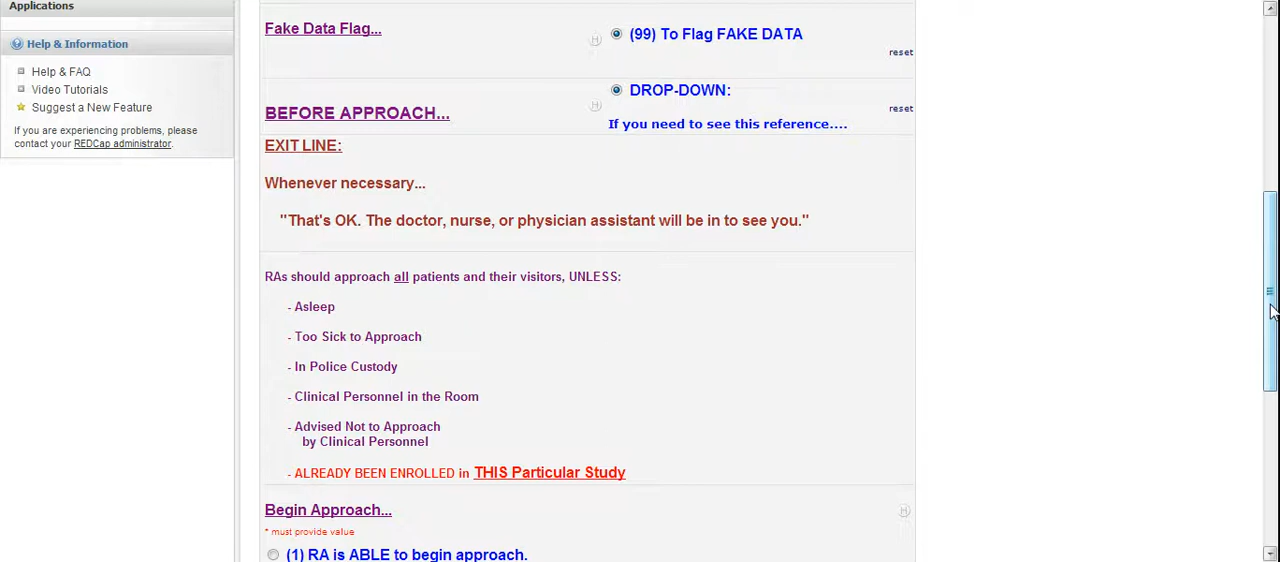 Applications
Help & Information
Help & FAQ
Video Tutorials
Suggest a New Feature
If you are experiencing problems, please
contact your REDCap administrator.
Fake Data Flag...
H
(99) To Flag FAKE DATA
reset
BEFORE APPROACH...
H
DROP-DOWN:
reset
If you need to see this reference....
EXIT LINE:
Whenever necessary...
"That's OK. The doctor, nurse, or physician assistant will be in to see you."
RAs should approach all patients and their visitors, UNLESS:
- Asleep
- Too Sick to Approach
- In Police Custody
- Clinical Personnel in the Room
- Advised Not to Approach
by Clinical Personnel
- ALREADY BEEN ENROLLED in THIS Particular Study
Begin Approach...
H
* must provide value
(1) RA is ABLE to begin approach.